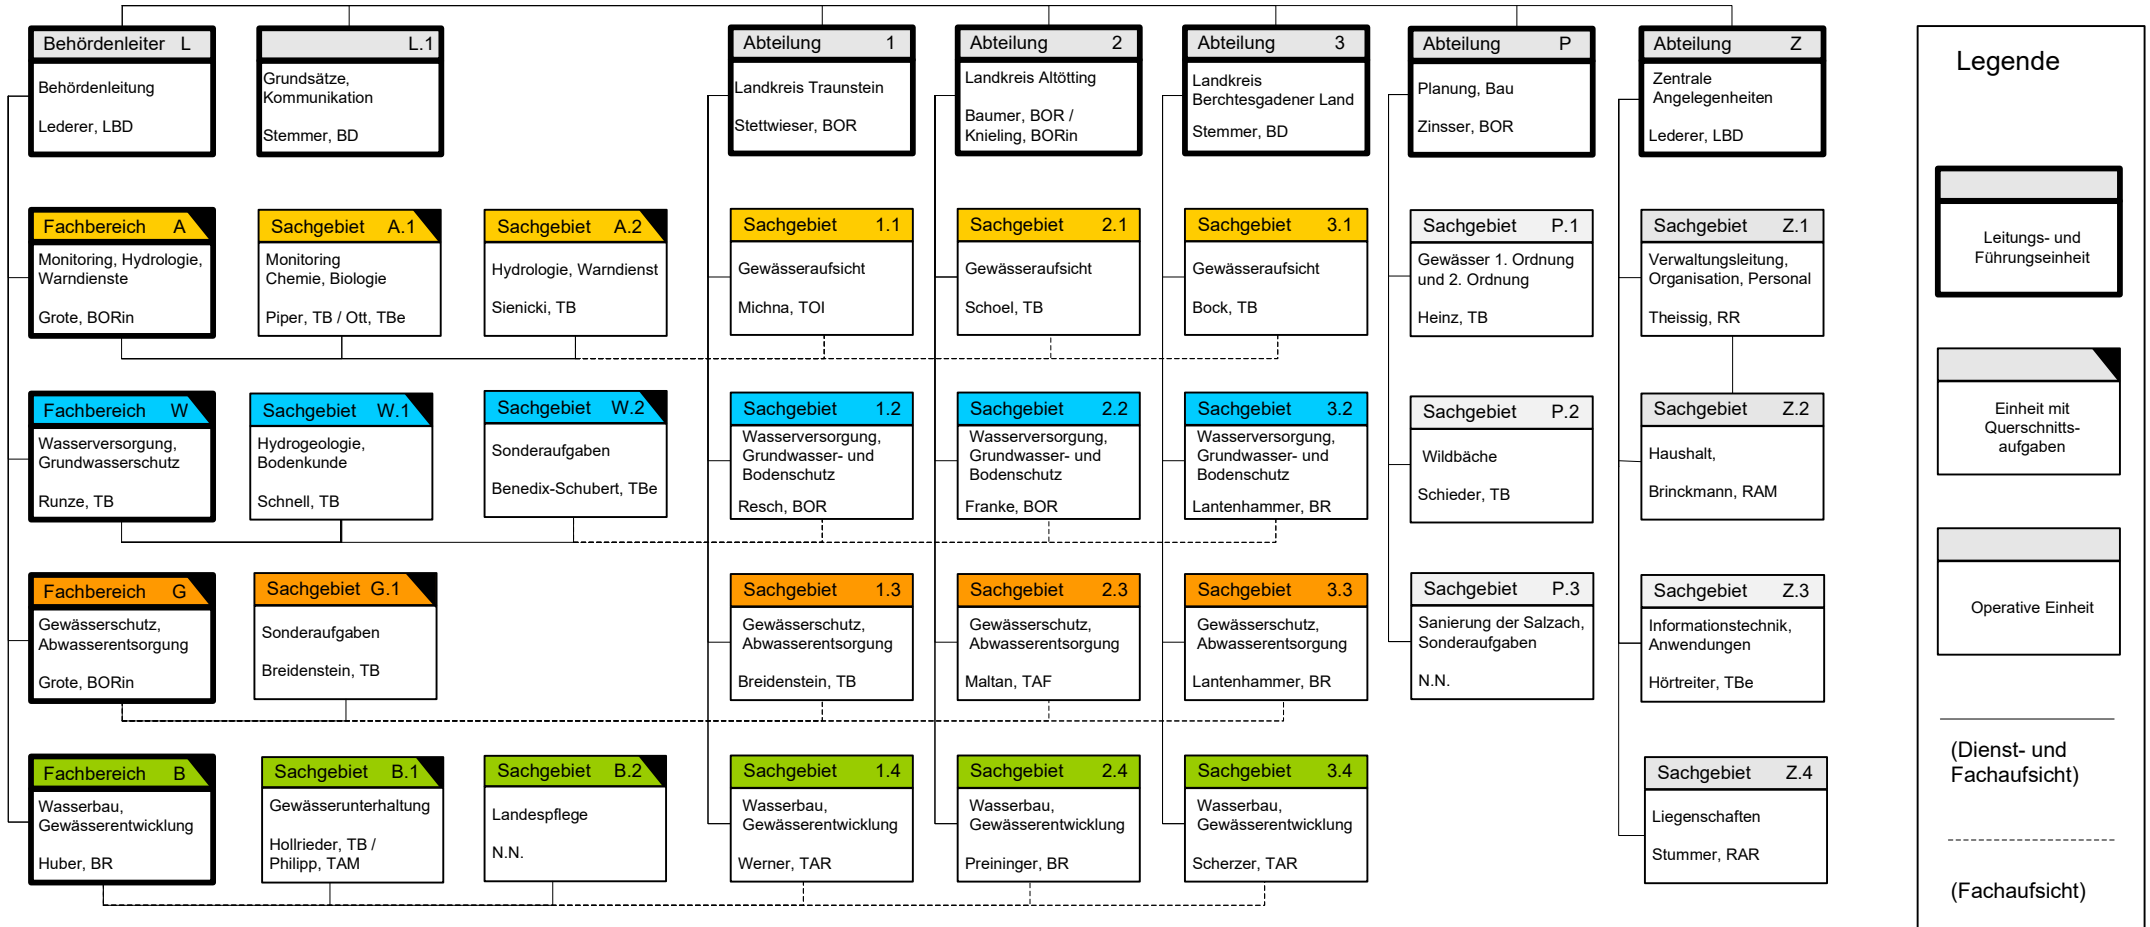 Behördenleiter L
Behördenleitung
Lederer, LBD
L.1
Grundsätze,
Kommunikation
Stemmer, BD
Abteilung 1
Landkreis Traunstein
Stettwieser, BOR
Abteilung 2
Landkreis Altötting
Baumer, BOR /
Knieling, BORin
Abteilung 3
Landkreis
Berchtesgadener Land
Stemmer, BD
Abteilung P
Planung, Bau
Zinsser, BOR
Abteilung Z
Zentrale
Angelegenheiten
Lederer, LBD
Fachbereich A
Monitoring, Hydrologie,
Warndienste
Grote, BORin
Sachgebiet A.1
Monitoring
Chemie, Biologie
Piper, TB / Ott, TBe
Sachgebiet A.2
Hydrologie, Warndienst
Sienicki, TB
Sachgebiet 1.1
Gewässeraufsicht
Michna, TOI
Sachgebiet 2.1
Gewässeraufsicht
Schoel, TB
Sachgebiet 3.1
Gewässeraufsicht
Bock, TB
Sachgebiet P.1
Gewässer 1. Ordnung
und 2. Ordnung
Heinz, TB
Sachgebiet Z.1
Verwaltungsleitung,
Organisation, Personal
Theissig, RR
Fachbereich W
Wasserversorgung,
Grundwasserschutz
Runze, TB
Sachgebiet W.1
Hydrogeologie,
Bodenkunde
Schnell, TB
Sachgebiet W.2
Sonderaufgaben
Benedix-Schubert, TBe
Sachgebiet 1.2
Wasserversorgung,
Grundwasser- und
Bodenschutz
Resch, BOR
Sachgebiet 2.2
Wasserversorgung,
Grundwasser- und
Bodenschutz
Franke, BOR
Sachgebiet 3.2
Wasserversorgung,
Grundwasser- und
Bodenschutz
Lantenhammer, BR
Sachgebiet P.2
Wildbäche
Schieder, TB
Sachgebiet Z.2
Haushalt,
Brinckmann, RAM
Fachbereich G
Gewässerschutz,
Abwasserentsorgung
Grote, BORin
Sachgebiet G.1
Sonderaufgaben
Breidenstein, TB
Sachgebiet 1.3
Gewässerschutz,
Abwasserentsorgung
Breidenstein, TB
Sachgebiet 2.3
Gewässerschutz,
Abwasserentsorgung
Maltan, TAF
Sachgebiet 3.3
Gewässerschutz,
Abwasserentsorgung
Lantenhammer, BR
Sachgebiet P.3
Sanierung der Salzach,
Sonderaufgaben
N.N.
Sachgebiet Z.3
Informationstechnik,
Anwendungen
Hörtreiter, TBe
Fachbereich B
Wasserbau,
Gewässerentwicklung
Huber, BR
Sachgebiet B.1
Gewässerunterhaltung
Hollrieder, TB /
Philipp, TAM
Sachgebiet B.2
Landespflege
N.N.
Sachgebiet 1.4
Wasserbau,
Gewässerentwicklung
Werner, TAR
Sachgebiet 2.4
Wasserbau,
Gewässerentwicklung
Preininger, BR
Sachgebiet 3.4
Wasserbau,
Gewässerentwicklung
Scherzer, TAR
Sachgebiet Z.4
Liegenschaften
Stummer, RAR
Legende
Leitungs- und
Führungseinheit
Einheit mit
Querschnitts-
aufgaben
Operative Einheit
(Dienst- und
Fachaufsicht)
(Fachaufsicht)